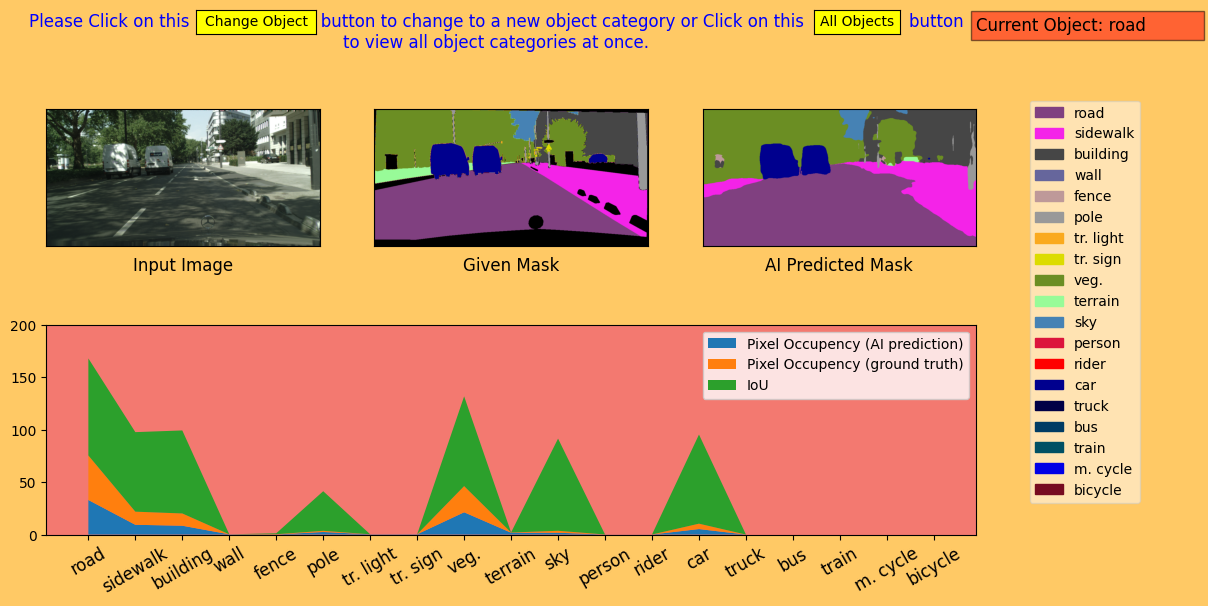 Please Click on this Change Object button to change to a new object category or Click on this All Objects button
to view all object categories at once.
Current Object: road
Input Image
Given Mask
AI Predicted Mask
road
sidewalk
building
wall
fence
pole
tr. light
tr. sign
veg.
terrain
sky
person
rider
car
truck
bus
train
m. cycle
bicycle
200
150
100
50
0
Pixel Occupancy (AI prediction)
Pixel Occupancy (ground truth)
IoU
road sidewalk building wall fence pole tr. light tr. sign veg. terrain sky person rider car truck bus train m. cycle bicycle